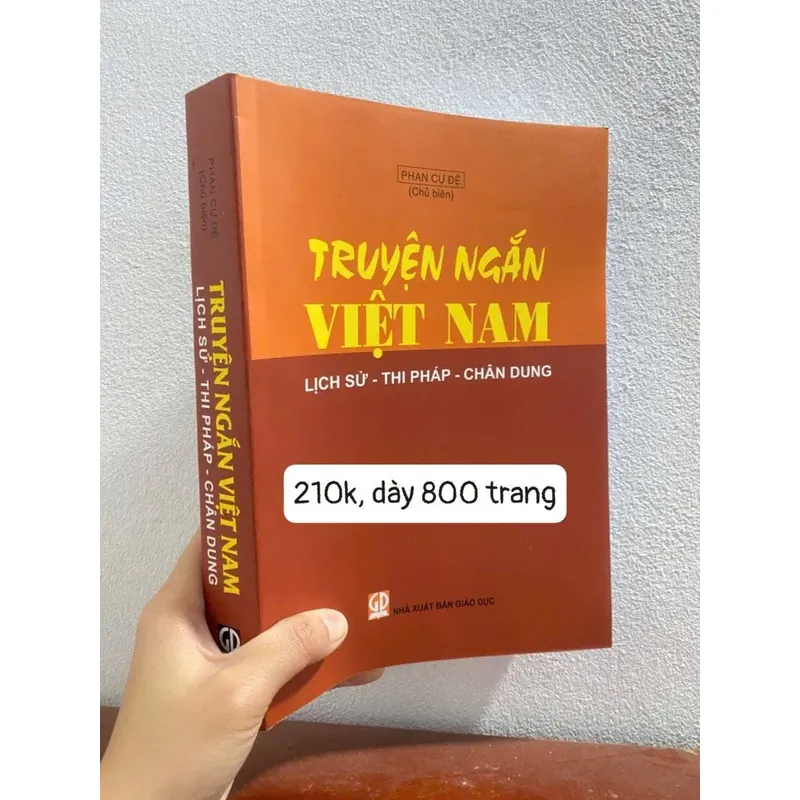 PHAN CỰ ĐỆ
(Chủ biên)
TRUYỆN NGẮN
VIỆT NAM
LỊCH SỬ - THI PHÁP - CHÂN DUNG
210k, dày 800 trang
GD
NHÀ XUẤT BẢN GIÁO DỤC
PHAN CỰ ĐỆ
(Chủ biên)
TRUYỆN NGẮN VIỆT NAM
LỊCH SỬ - THI PHÁP - CHÂN DUNG
GD